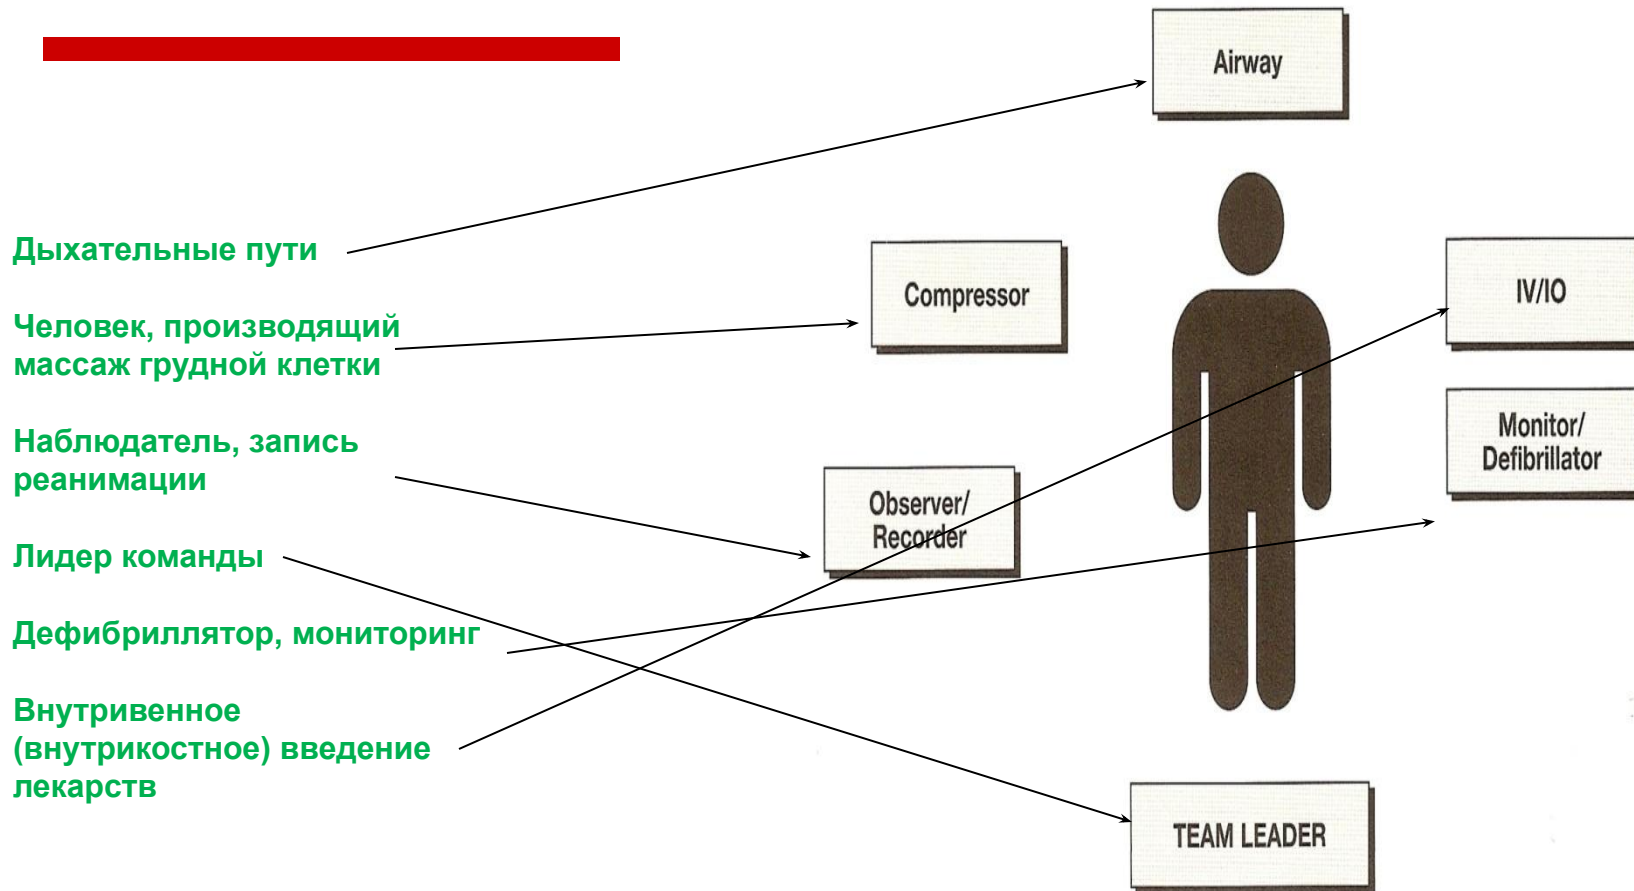 Дыхательные пути
Человек, производящий
массаж грудной клетки
Наблюдатель, запись
реанимации
Лидер команды
Дефибриллятор, мониторинг
Внутривенное
(внутрикостное) введение
лекарств
Airway
Compressor
IV/IO
Monitor/
Defibrillator
Observer/
Recorder
TEAM LEADER